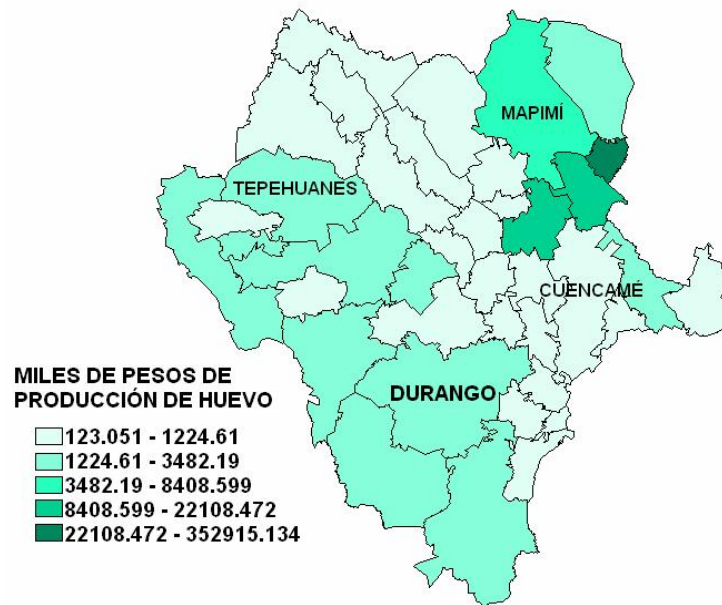 MAPIMÍ
TEPEHUANES
CUENCAMÉ
DURANGO
MILES DE PESOS DE
PRODUCCIÓN DE HUEVO
123.051 - 1224.61
1224.61 - 3482.19
3482.19 - 8408.599
8408.599 - 22108.472
22108.472 - 352915.134